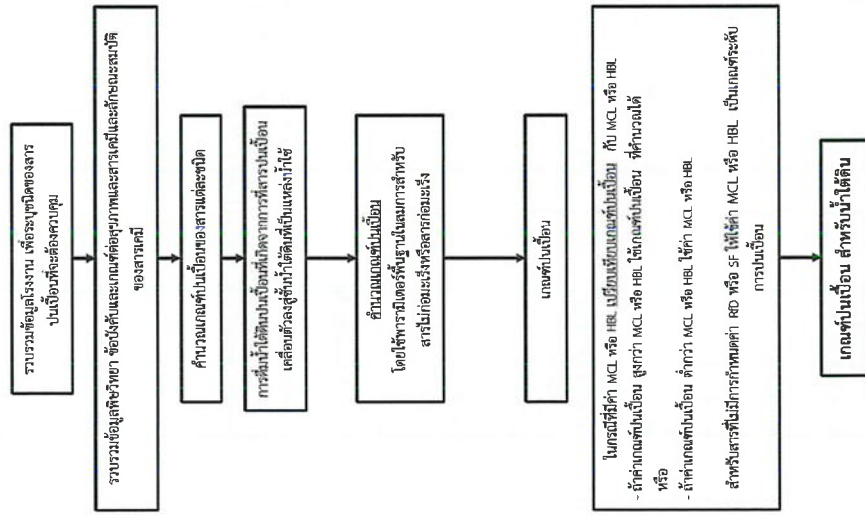 รวบรวมข้อมูลโรงงาน เพื่อระบุชนิดของสาร
ปนเปื้อนที่จะต้องควบคุม
รวบรวมข้อมูลพิษวิทยา ข้อบังคับและเกณฑ์ต่อสุขภาพและสารเคมีและลักษณะสมบัติ
ของสารเคมี
คำนวณเกณฑ์ปนเปื้อนของสารแต่ละชนิด
การดื่มน้ำใต้ดินปนเปื้อนที่เกิดจากการที่สารปนเปื้อน
เคลื่อนตัวลงสู่ชั้นน้ำใต้ดินที่เป็นแหล่งน้ำใช้
คำนวณเกณฑ์ปนเปื้อน
โดยใช้พารามิเตอร์พื้นฐานในสมการสำหรับ
สารไม่ก่อมะเร็งหรือสารก่อมะเร็ง
เกณฑ์ปนเปื้อน
ในกรณีที่มีค่า MCL หรือ HBL เปรียบเทียบเกณฑ์ปนเปื้อน กับ MCL หรือ HBL
- ถ้าค่าเกณฑ์ปนเปื้อน สูงกว่า MCL หรือ HBL ใช้เกณฑ์ปนเปื้อน ที่คำนวณได้
หรือ
- ถ้าค่าเกณฑ์ปนเปื้อน ต่ำกว่า MCL หรือ HBL ใช้ค่า MCL หรือ HBL
สำหรับสารที่ไม่มีการกำหนดค่า RfD หรือ SF ให้ใช้ค่า MCL หรือ HBL เป็นเกณฑ์ระดับ
การปนเปื้อน
เกณฑ์ปนเปื้อน สำหรับน้ำใต้ดิน